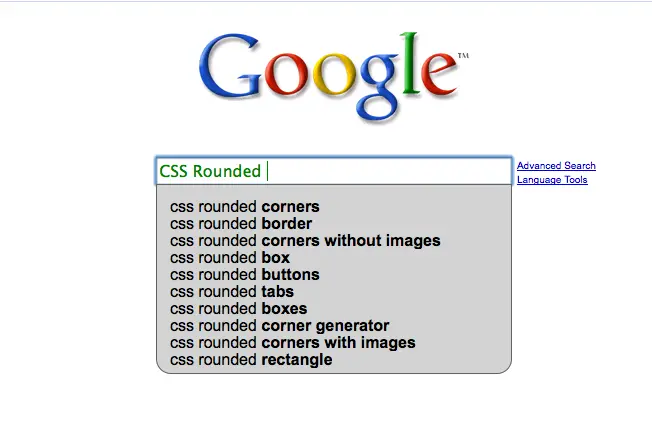 Google™
CSS Rounded
Advanced Search
Language Tools
css rounded corners
css rounded border
css rounded corners without images
css rounded box
css rounded buttons
css rounded tabs
css rounded boxes
css rounded corner generator
css rounded corners with images
css rounded rectangle